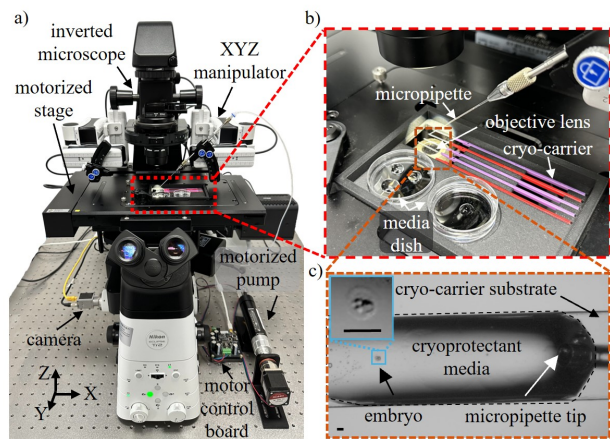 a)
inverted
microscope
XYZ
manipulator
motorized
stage
motorized
pump
camera
Nikon
motor
control
board
Z
X
Y
b)
micropipette
objective lens
cryo-carrier
media
dish
c)
cryo-carrier substrate
cryoprotectant
media
embryo
micropipette tip